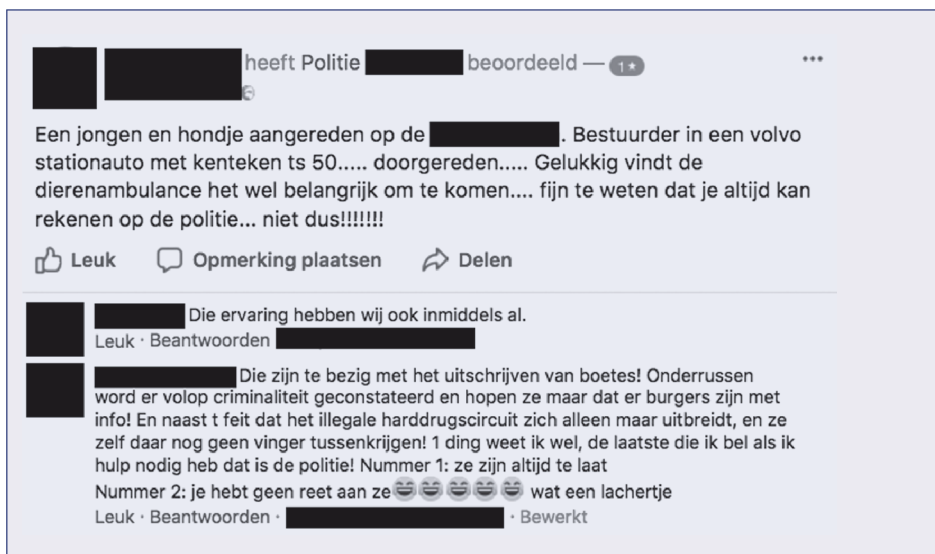 heeft Politie beoordeeld — 1★
Een jongen en hondje aangereden op de . Bestuurder in een volvo
stationauto met kenteken ts 50..... doorgereden..... Gelukkig vindt de
dierenambulance het wel belangrijk om te komen.... fijn te weten dat je altijd kan
rekenen op de politie... niet dus!!!!!!!
Leuk Opmerking plaatsen Delen
Die ervaring hebben wij ook inmiddels al.
Leuk · Beantwoorden
Die zijn te bezig met het uitschrijven van boetes! Onderrussen
word er volop criminaliteit geconstateerd en hopen ze maar dat er burgers zijn met
info! En naast t feit dat het illegale harddrugscircuit zich alleen maar uitbreidt, en ze
zelf daar nog geen vinger tussenkrijgen! 1 ding weet ik wel, de laatste die ik bel als ik
hulp nodig heb dat is de politie! Nummer 1: ze zijn altijd te laat
Nummer 2: je hebt geen reet aan ze😄😄😄😄😄 wat een lachertje
Leuk · Beantwoorden · · Bewerkt